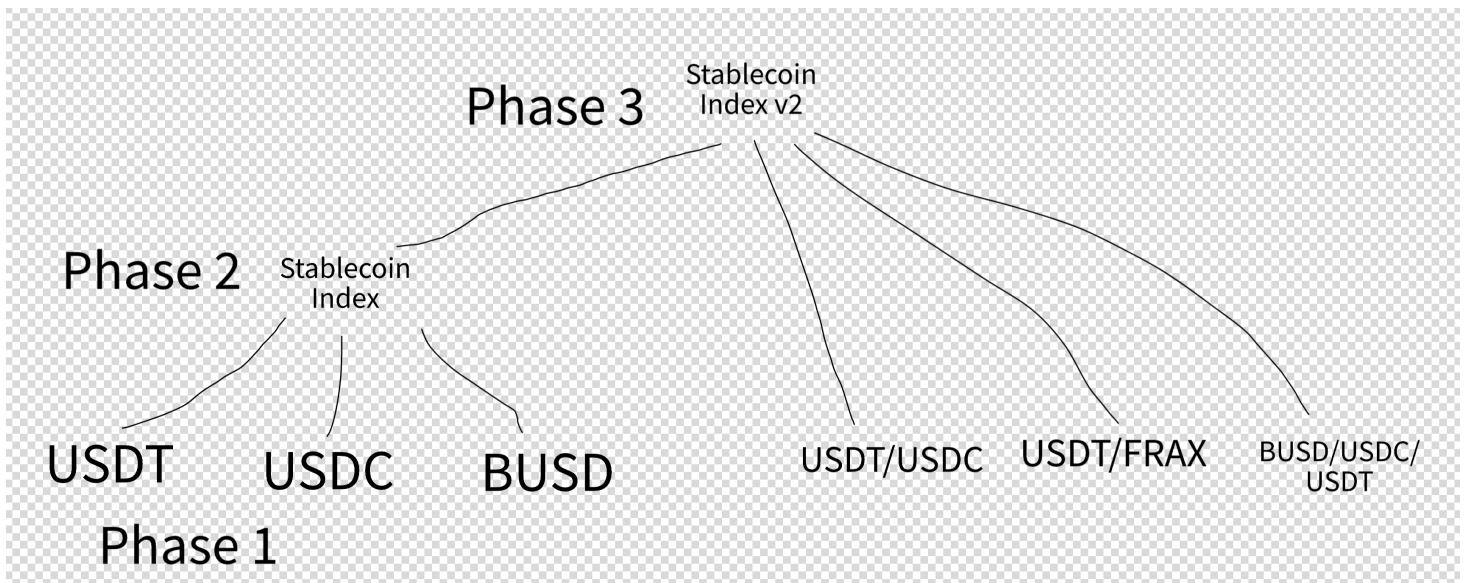 Phase 3
Stablecoin
Index v2
Phase 2
Stablecoin
Index
USDT
USDC
BUSD
USDT/USDC
USDT/FRAX
BUSD/USDC/
USDT
Phase 1